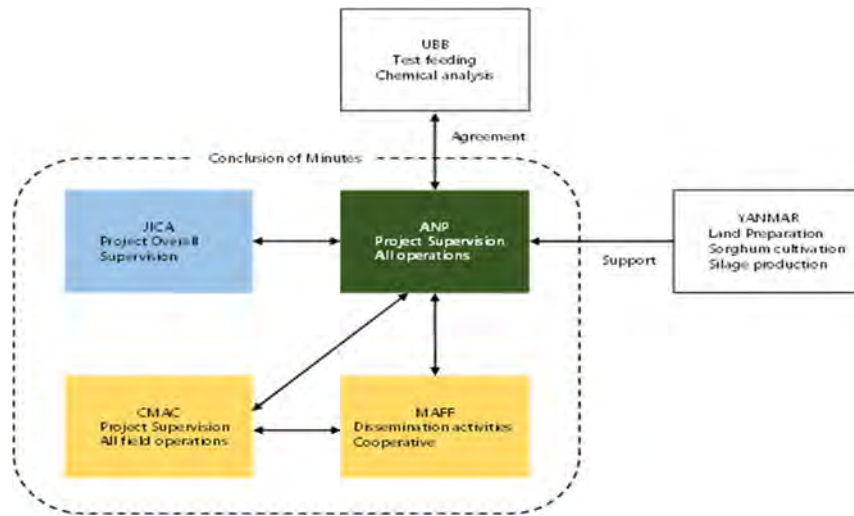 UBB
Test feeding
Chemical analysis
Agreement
Conclusion of Minutes
JICA
Project Overall
Supervision
ANP
Project Supervision
All operations
YANMAR
Land Preparation
Sorghum cultivation
Silage production
Support
CMAC
Project Supervision
All field operations
MAFF
Dissemination activities
Cooperative